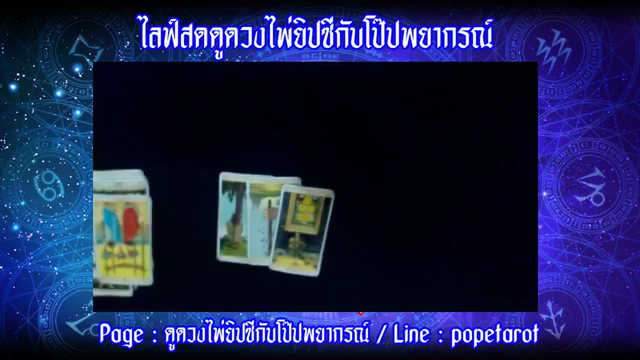 ไลฟ์สดดูดวงไพ่ยิปซีกับโป๊ปพยากรณ์
Page : ดูดวงไพ่ยิปซีกับโป๊ปพยากรณ์ / Line : popetarot